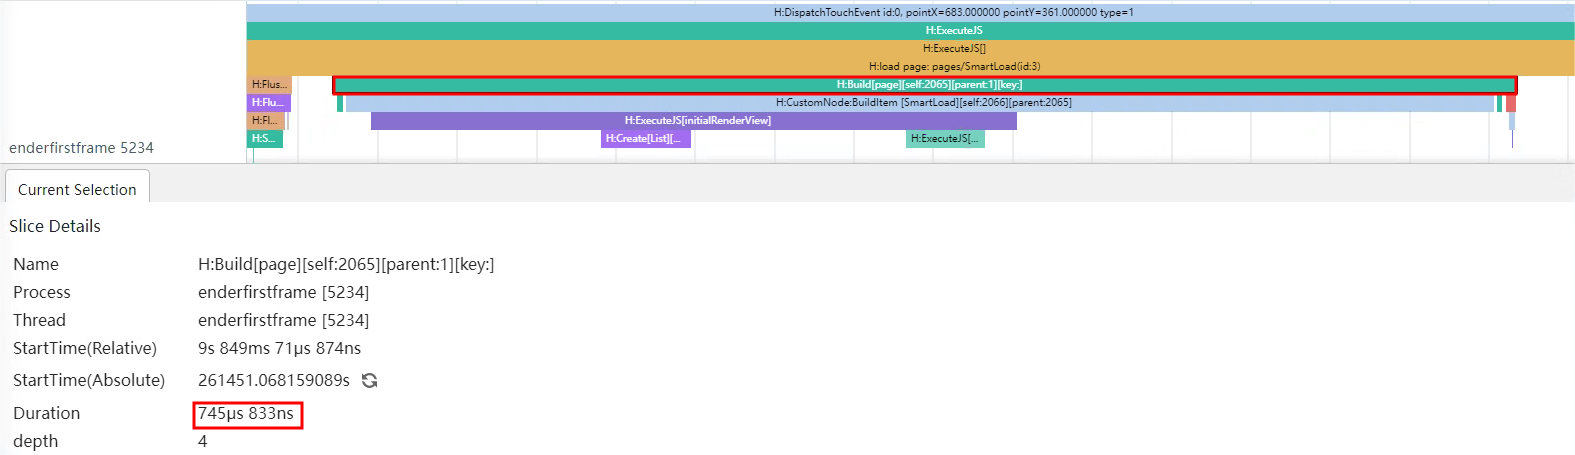 H:DispatchTouchEvent id:0, pointX=683.000000 pointY=361.000000 type=1
H:ExecuteJS
H:ExecuteJS[]
H:load page: pages/SmartLoad(id:3)
H:Flus... H:Build[page][self:2065][parent:1][key:]
H:Flu... H:CustomNode:BuildItem [SmartLoad][self:2066][parent:2065]
H:Fl... H:ExecuteJS[initialRenderView]
H:S... H:Create[List][... H:ExecuteJS[...
enderfirstframe 5234
Current Selection
Slice Details
Name H:Build[page][self:2065][parent:1][key:]
Process enderfirstframe [5234]
Thread enderfirstframe [5234]
StartTime(Relative) 9s 849ms 71μs 874ns
StartTime(Absolute) 261451.068159089s
Duration 745μs 833ns
depth 4